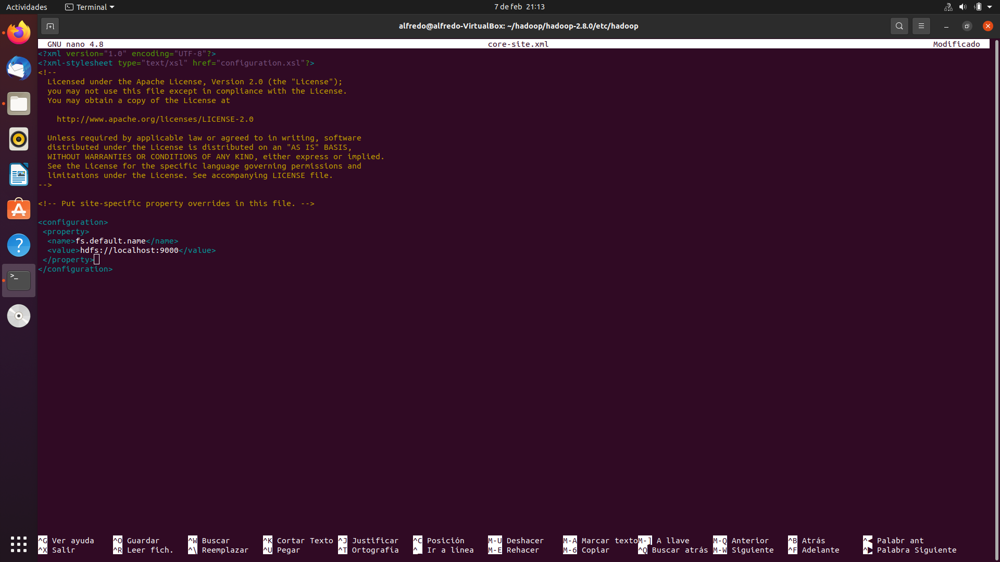 Actividades Terminal 7 de feb 21:13
alfredo@alfredo-VirtualBox: ~/hadoop/hadoop-2.8.0/etc/hadoop
GNU nano 4.8 core-site.xml Modificado
<?xml version="1.0" encoding="UTF-8"?>
<?xml-stylesheet type="text/xsl" href="configuration.xsl"?>
<!--
  Licensed under the Apache License, Version 2.0 (the "License");
  you may not use this file except in compliance with the License.
  You may obtain a copy of the License at

    http://www.apache.org/licenses/LICENSE-2.0

  Unless required by applicable law or agreed to in writing, software
  distributed under the License is distributed on an "AS IS" BASIS,
  WITHOUT WARRANTIES OR CONDITIONS OF ANY KIND, either express or implied.
  See the License for the specific language governing permissions and
  limitations under the License. See accompanying LICENSE file.
-->

<!-- Put site-specific property overrides in this file. -->

<configuration>
 <property>
  <name>fs.default.name</name>
  <value>hdfs://localhost:9000</value>
 </property>
</configuration>
^G Ver ayuda ^O Guardar ^W Buscar ^K Cortar Texto ^J Justificar ^C Posición M-U Deshacer M-A Marcar texto M-] A llave M-Q Anterior ^B Atrás ^◀ Palabr ant
^X Salir ^R Leer fich. ^\ Reemplazar ^U Pegar ^T Ortografía ^_ Ir a línea M-E Rehacer M-6 Copiar ^Q Buscar atrás M-W Siguiente ^F Adelante ^▶ Palabra Siguiente